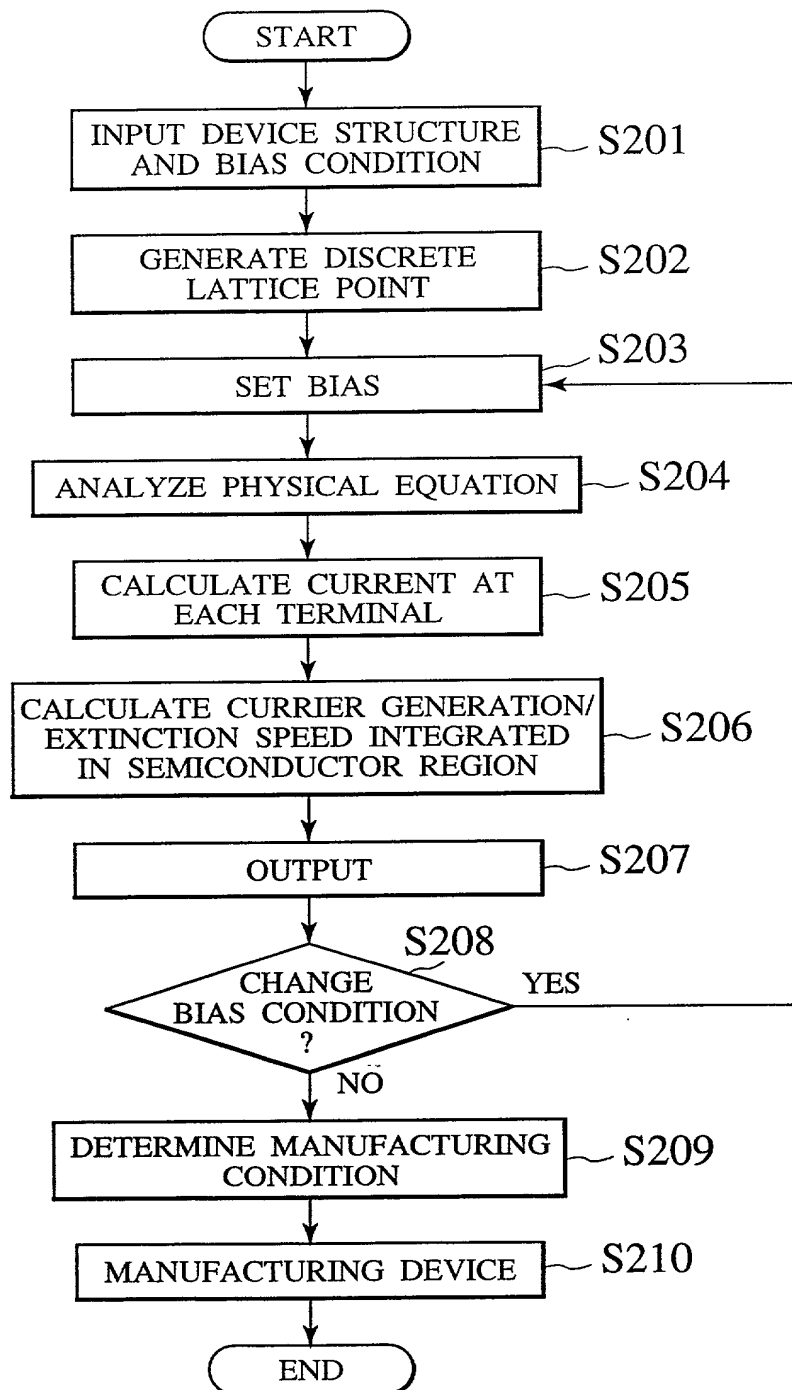 START
INPUT DEVICE STRUCTURE
AND BIAS CONDITION
S201
GENERATE DISCRETE
LATTICE POINT
S202
SET BIAS
S203
ANALYZE PHYSICAL EQUATION
S204
CALCULATE CURRENT AT
EACH TERMINAL
S205
CALCULATE CURRIER GENERATION/
EXTINCTION SPEED INTEGRATED
IN SEMICONDUCTOR REGION
S206
OUTPUT
S207
S208
CHANGE
BIAS CONDITION
?
YES
NO
DETERMINE MANUFACTURING
CONDITION
S209
MANUFACTURING DEVICE
S210
END